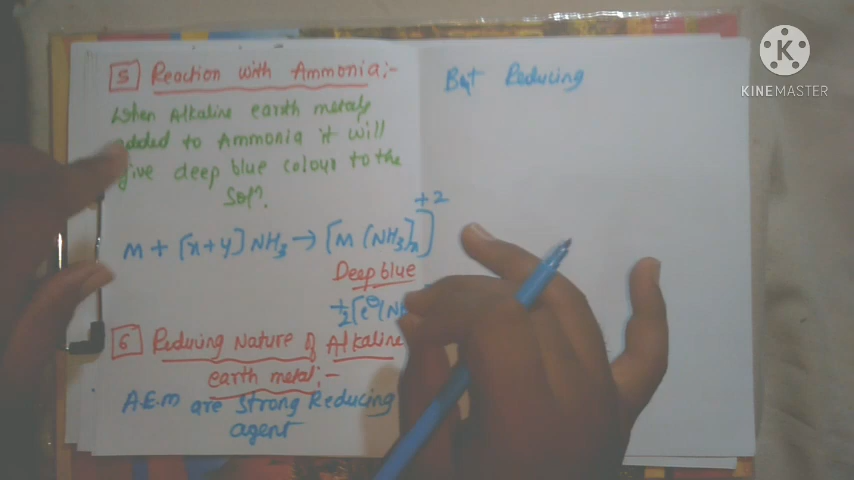 5 Reaction with Ammonia:-
When Alkaline earth metals
added to Ammonia it will
give deep blue colour to the
Solⁿ.
M + [x+y] NH₃ → [M (NH₃)x]⁺²
Deep blue
+2[e⊖(NH
6 Reducing Nature of Alkaline
earth metal:-
A.E.M are strong Reducing
agent
But Reducing
K
KINEMASTER